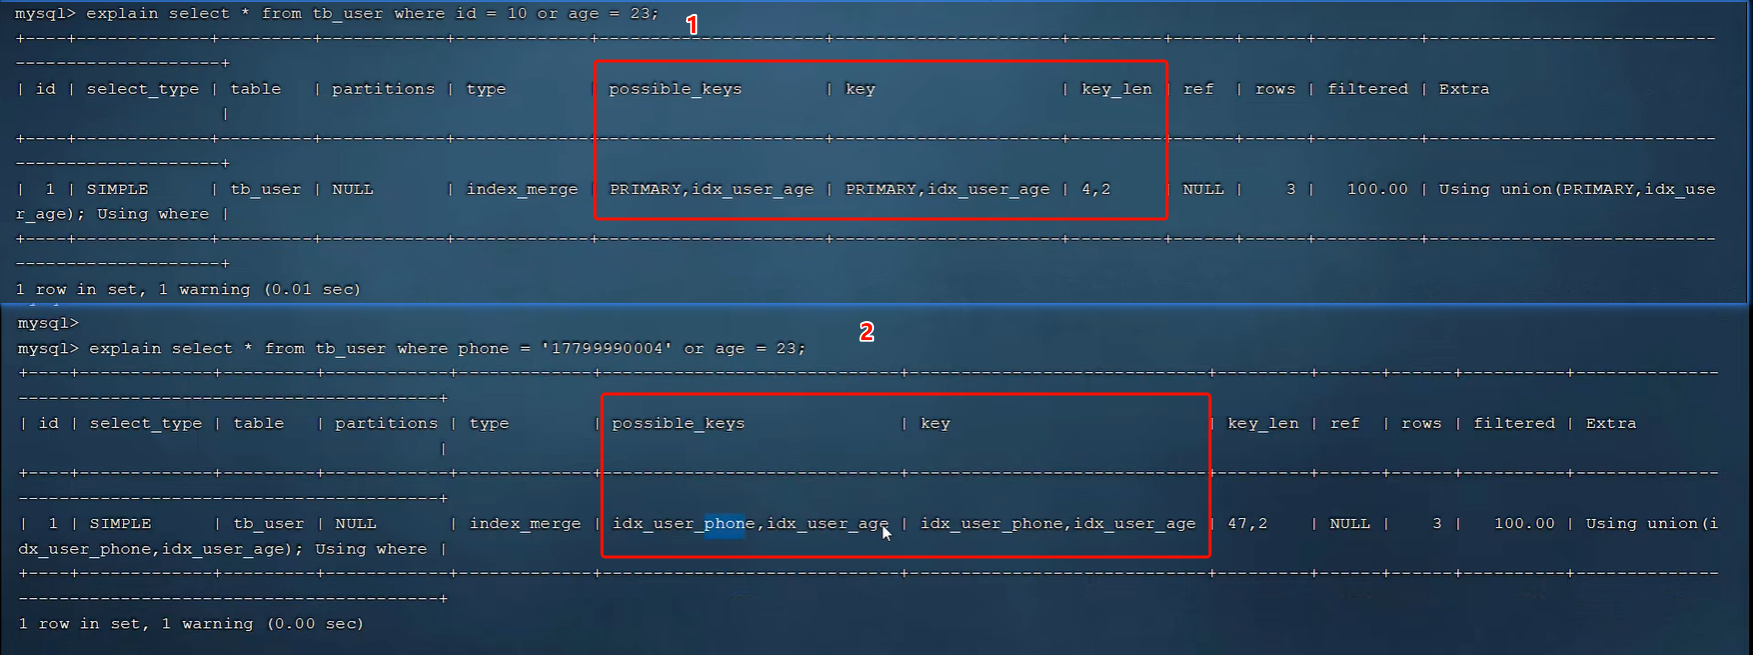 mysql> explain select * from tb_user where id = 10 or age = 23;
1
+----+-------------+---------+------------+-------------+----------------------+----------------------+---------+------+------+----------+----------------------------
--------------------+
| id | select_type | table   | partitions | type        | possible_keys        | key                  | key_len | ref  | rows | filtered | Extra
                    |
+----+-------------+---------+------------+-------------+----------------------+----------------------+---------+------+------+----------+----------------------------
--------------------+
|  1 | SIMPLE      | tb_user | NULL       | index_merge | PRIMARY,idx_user_age | PRIMARY,idx_user_age | 4,2     | NULL |    3 |   100.00 | Using union(PRIMARY,idx_use
r_age); Using where |
+----+-------------+---------+------------+-------------+----------------------+----------------------+---------+------+------+----------+----------------------------
--------------------+
1 row in set, 1 warning (0.01 sec)
mysql>
2
mysql> explain select * from tb_user where phone = '17799990004' or age = 23;
+----+-------------+---------+------------+-------------+-----------------------------+-----------------------------+---------+------+------+----------+--------------
-----------------------------------------+
| id | select_type | table   | partitions | type        | possible_keys               | key                         | key_len | ref  | rows | filtered | Extra
                                         |
+----+-------------+---------+------------+-------------+-----------------------------+-----------------------------+---------+------+------+----------+--------------
-----------------------------------------+
|  1 | SIMPLE      | tb_user | NULL       | index_merge | idx_user_phone,idx_user_age | idx_user_phone,idx_user_age | 47,2    | NULL |    3 |   100.00 | Using union(i
dx_user_phone,idx_user_age); Using where |
+----+-------------+---------+------------+-------------+-----------------------------+-----------------------------+---------+------+------+----------+--------------
-----------------------------------------+
1 row in set, 1 warning (0.00 sec)